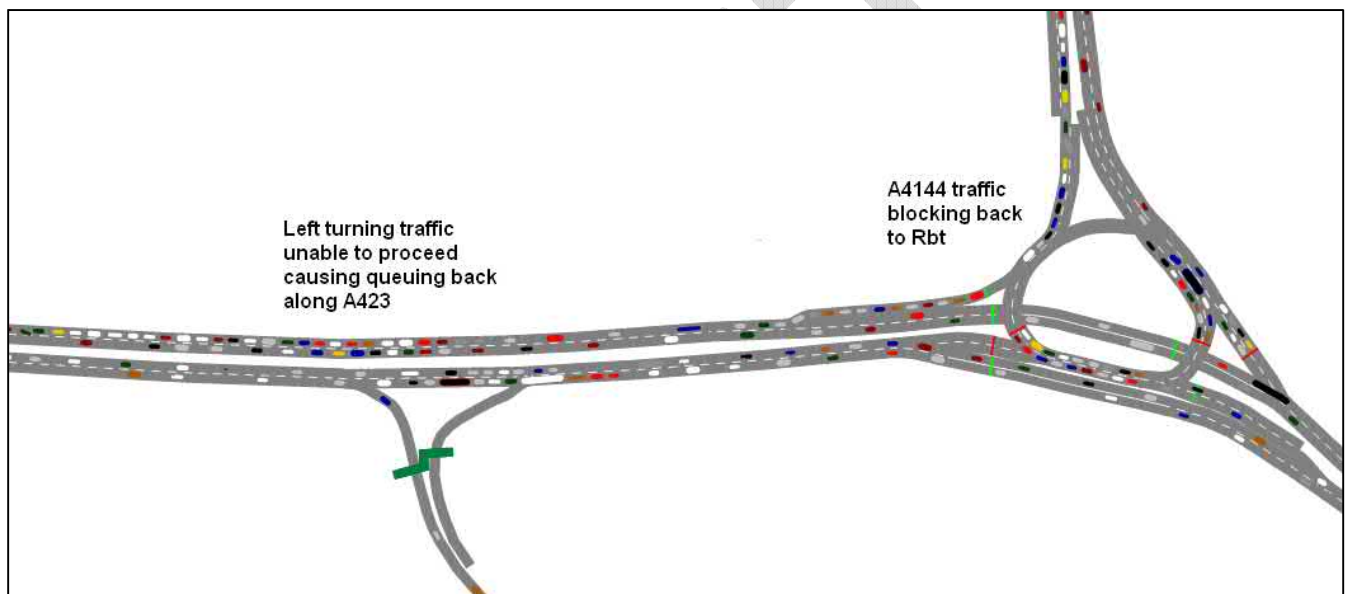 Left turning traffic
unable to proceed
causing queuing back
along A423
A4144 traffic
blocking back
to Rbt